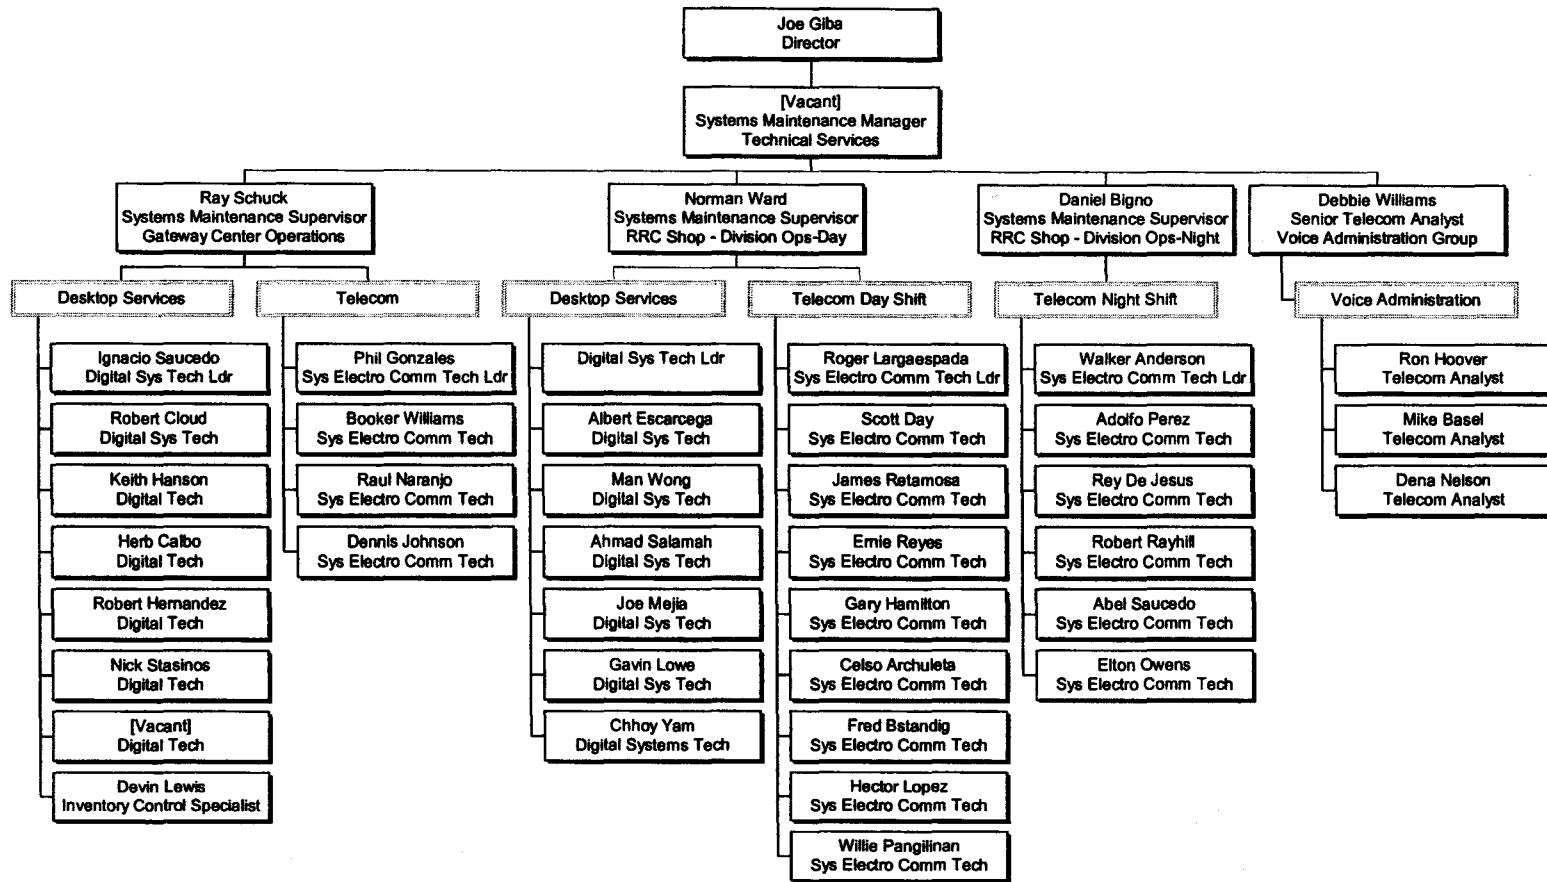 Joe Giba
Director
[Vacant]
Systems Maintenance Manager
Technical Services
Ray Schuck
Systems Maintenance Supervisor
Gateway Center Operations
Norman Ward
Systems Maintenance Supervisor
RRC Shop - Division Ops-Day
Daniel Bigno
Systems Maintenance Supervisor
RRC Shop - Division Ops-Night
Debbie Williams
Senior Telecom Analyst
Voice Administration Group
Desktop Services
Ignacio Saucedo
Digital Sys Tech Ldr
Robert Cloud
Digital Sys Tech
Keith Hanson
Digital Tech
Herb Calbo
Digital Tech
Robert Hernandez
Digital Tech
Nick Stasinos
Digital Tech
[Vacant]
Digital Tech
Devin Lewis
Inventory Control Specialist
Telecom
Phil Gonzales
Sys Electro Comm Tech Ldr
Booker Williams
Sys Electro Comm Tech
Raul Naranjo
Sys Electro Comm Tech
Dennis Johnson
Sys Electro Comm Tech
Desktop Services
Digital Sys Tech Ldr
Albert Escarcega
Digital Sys Tech
Man Wong
Digital Sys Tech
Ahmad Salamah
Digital Sys Tech
Joe Mejia
Digital Sys Tech
Gavin Lowe
Digital Sys Tech
Chhoy Yam
Digital Systems Tech
Telecom Day Shift
Roger Largaespada
Sys Electro Comm Tech Ldr
Scott Day
Sys Electro Comm Tech
James Retamosa
Sys Electro Comm Tech
Ernie Reyes
Sys Electro Comm Tech
Gary Hamilton
Sys Electro Comm Tech
Celso Archuleta
Sys Electro Comm Tech
Fred Bstandig
Sys Electro Comm Tech
Hector Lopez
Sys Electro Comm Tech
Willie Pangilinan
Sys Electro Comm Tech
Telecom Night Shift
Walker Anderson
Sys Electro Comm Tech Ldr
Adolfo Perez
Sys Electro Comm Tech
Rey De Jesus
Sys Electro Comm Tech
Robert Rayhill
Sys Electro Comm Tech
Abel Saucedo
Sys Electro Comm Tech
Elton Owens
Sys Electro Comm Tech
Voice Administration
Ron Hoover
Telecom Analyst
Mike Basel
Telecom Analyst
Dena Nelson
Telecom Analyst